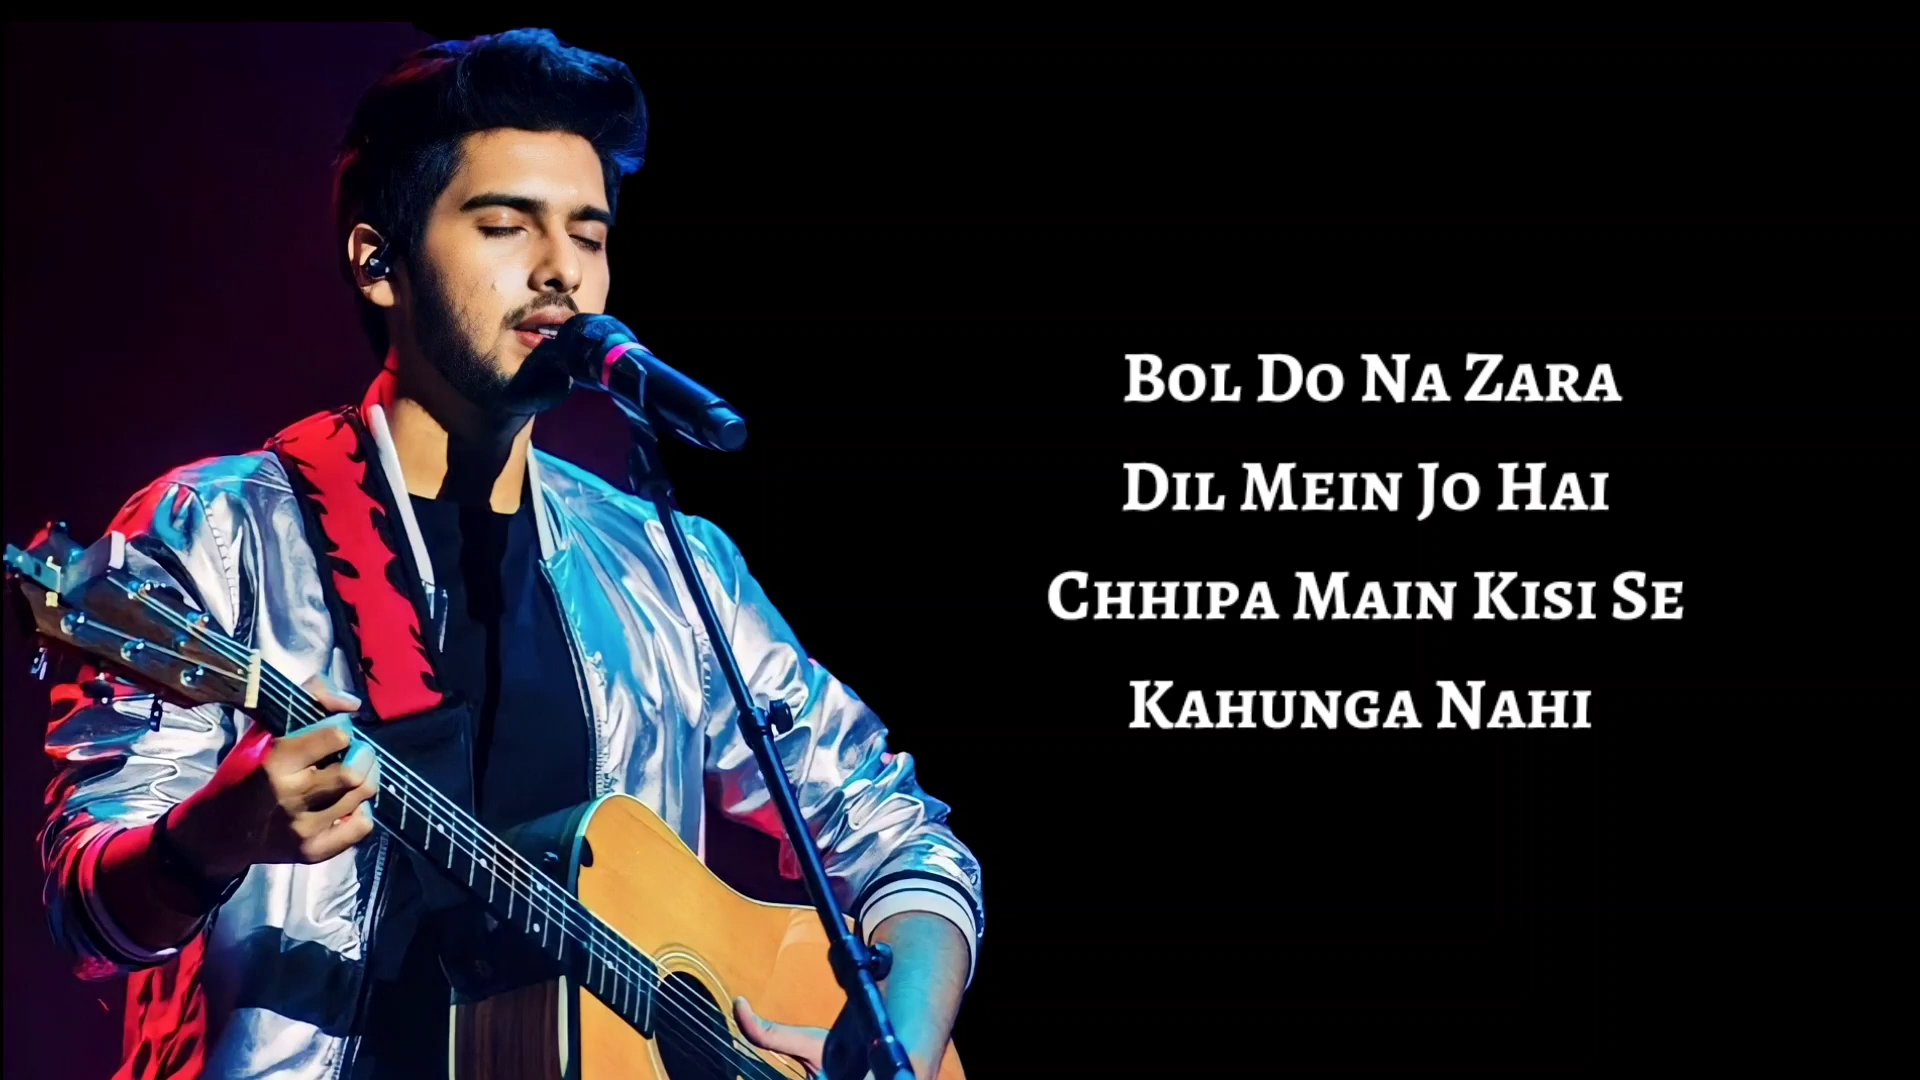 Bol Do Na Zara
Dil Mein Jo Hai
Chhipa Main Kisi Se
Kahunga Nahi